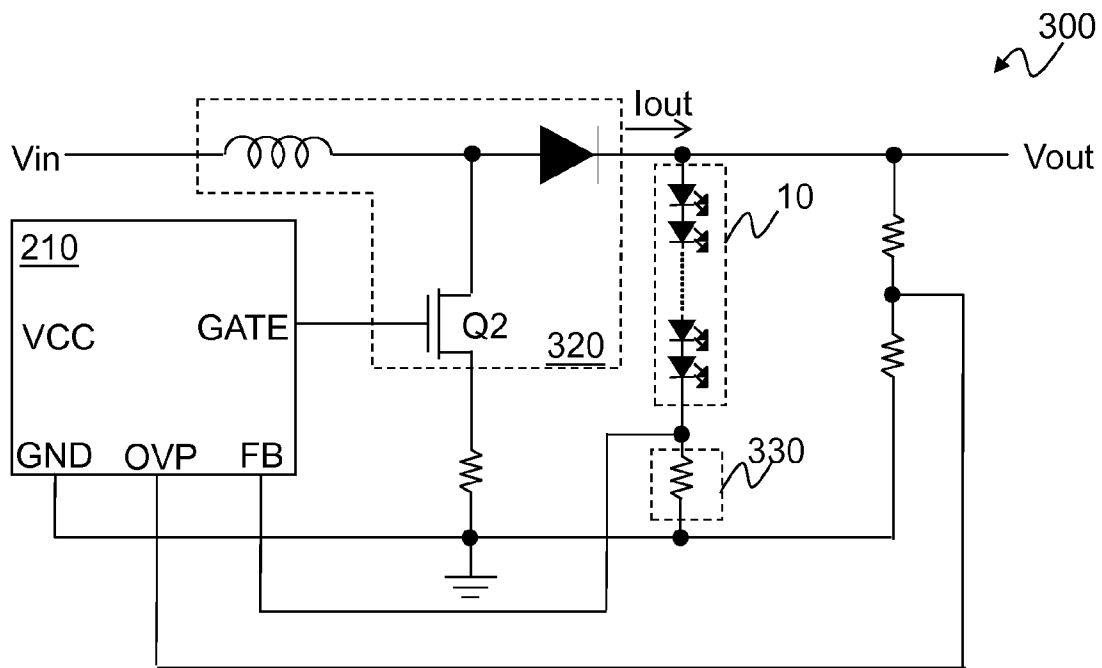 300
Iout
Vin
Vout
10
210
VCC
GATE
Q2
320
GND OVP FB
330